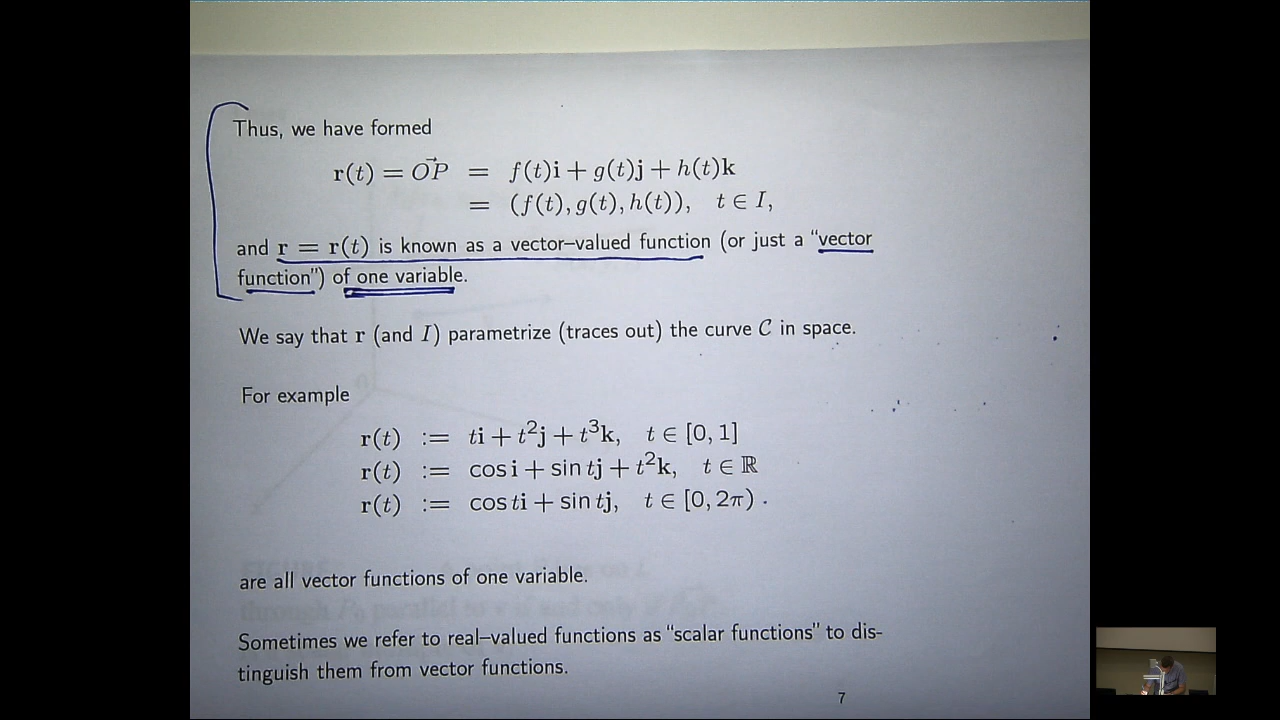 Thus, we have formed
r(t) = O⃗P = f(t)i + g(t)j + h(t)k
= (f(t), g(t), h(t)), t ∈ I,
and r = r(t) is known as a vector–valued function (or just a “vector
function”) of one variable.
We say that r (and I) parametrize (traces out) the curve C in space.
For example
r(t) := ti + t²j + t³k, t ∈ [0, 1]
r(t) := cos i + sin tj + t²k, t ∈ ℝ
r(t) := cos ti + sin tj, t ∈ [0, 2π) .
are all vector functions of one variable.
Sometimes we refer to real–valued functions as “scalar functions” to dis-
tinguish them from vector functions.
7